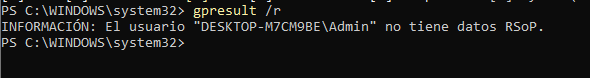 PS C:\WINDOWS\system32> gpresult /r
INFORMACIÓN: El usuario "DESKTOP-M7CM9BE\Admin" no tiene datos RSoP.
PS C:\WINDOWS\system32>